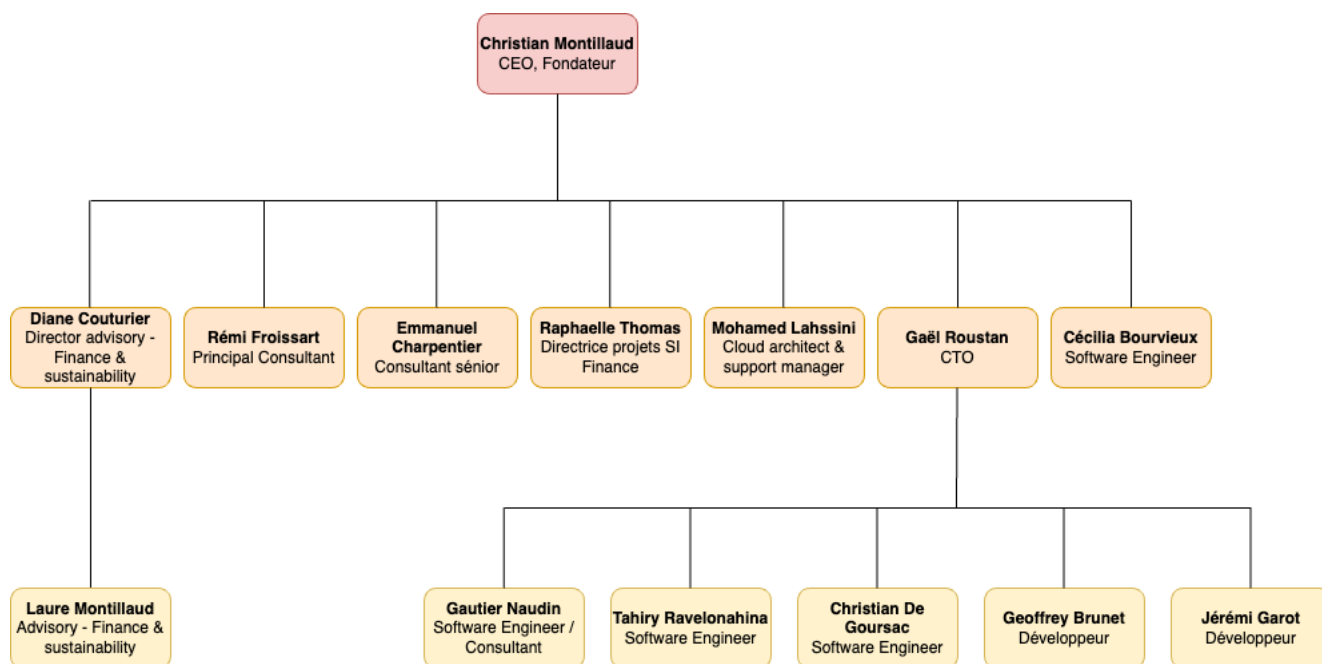 Christian Montillaud
CEO, Fondateur
Diane Couturier
Director advisory -
Finance &
sustainability
Rémi Froissart
Principal Consultant
Emmanuel
Charpentier
Consultant sénior
Raphaelle Thomas
Directrice projets SI
Finance
Mohamed Lahssini
Cloud architect &
support manager
Gaël Roustan
CTO
Cécilia Bourvieux
Software Engineer
Laure Montillaud
Advisory - Finance &
sustainability
Gautier Naudin
Software Engineer /
Consultant
Tahiry Ravelonahina
Software Engineer
Christian De
Goursac
Software Engineer
Geoffrey Brunet
Développeur
Jérémi Garot
Développeur